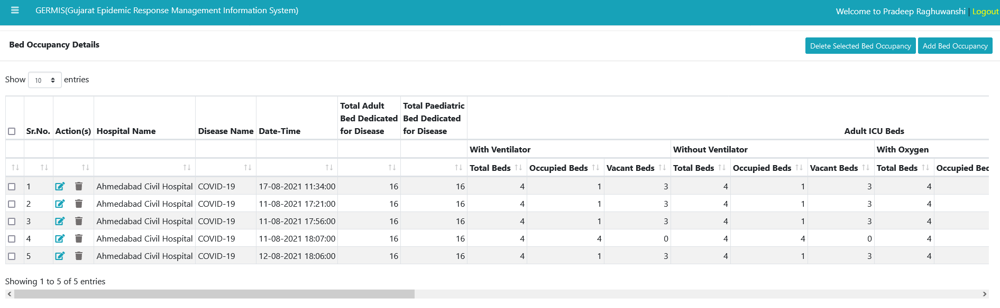 GERMIS(Gujarat Epidemic Response Management Information System)
Welcome to Pradeep Raghuwanshi | Logout
Bed Occupancy Details
Delete Selected Bed Occupancy Add Bed Occupancy
Show 10 entries
Sr.No. Action(s) Hospital Name Disease Name Date-Time Total Adult Bed Dedicated for Disease Total Paediatric Bed Dedicated for Disease Adult ICU Beds
With Ventilator Without Ventilator With Oxygen
Total Beds Occupied Beds Vacant Beds Total Beds Occupied Beds Vacant Beds Total Beds Occupied Bed
1 Ahmedabad Civil Hospital COVID-19 17-08-2021 11:34:00 16 16 4 1 3 4 1 3 4
2 Ahmedabad Civil Hospital COVID-19 11-08-2021 17:21:00 16 16 4 1 3 4 1 3 4
3 Ahmedabad Civil Hospital COVID-19 11-08-2021 17:56:00 16 16 4 1 3 4 1 3 4
4 Ahmedabad Civil Hospital COVID-19 11-08-2021 18:07:00 16 16 4 4 0 4 4 0 4
5 Ahmedabad Civil Hospital COVID-19 12-08-2021 18:06:00 16 16 4 1 3 4 1 3 4
Showing 1 to 5 of 5 entries